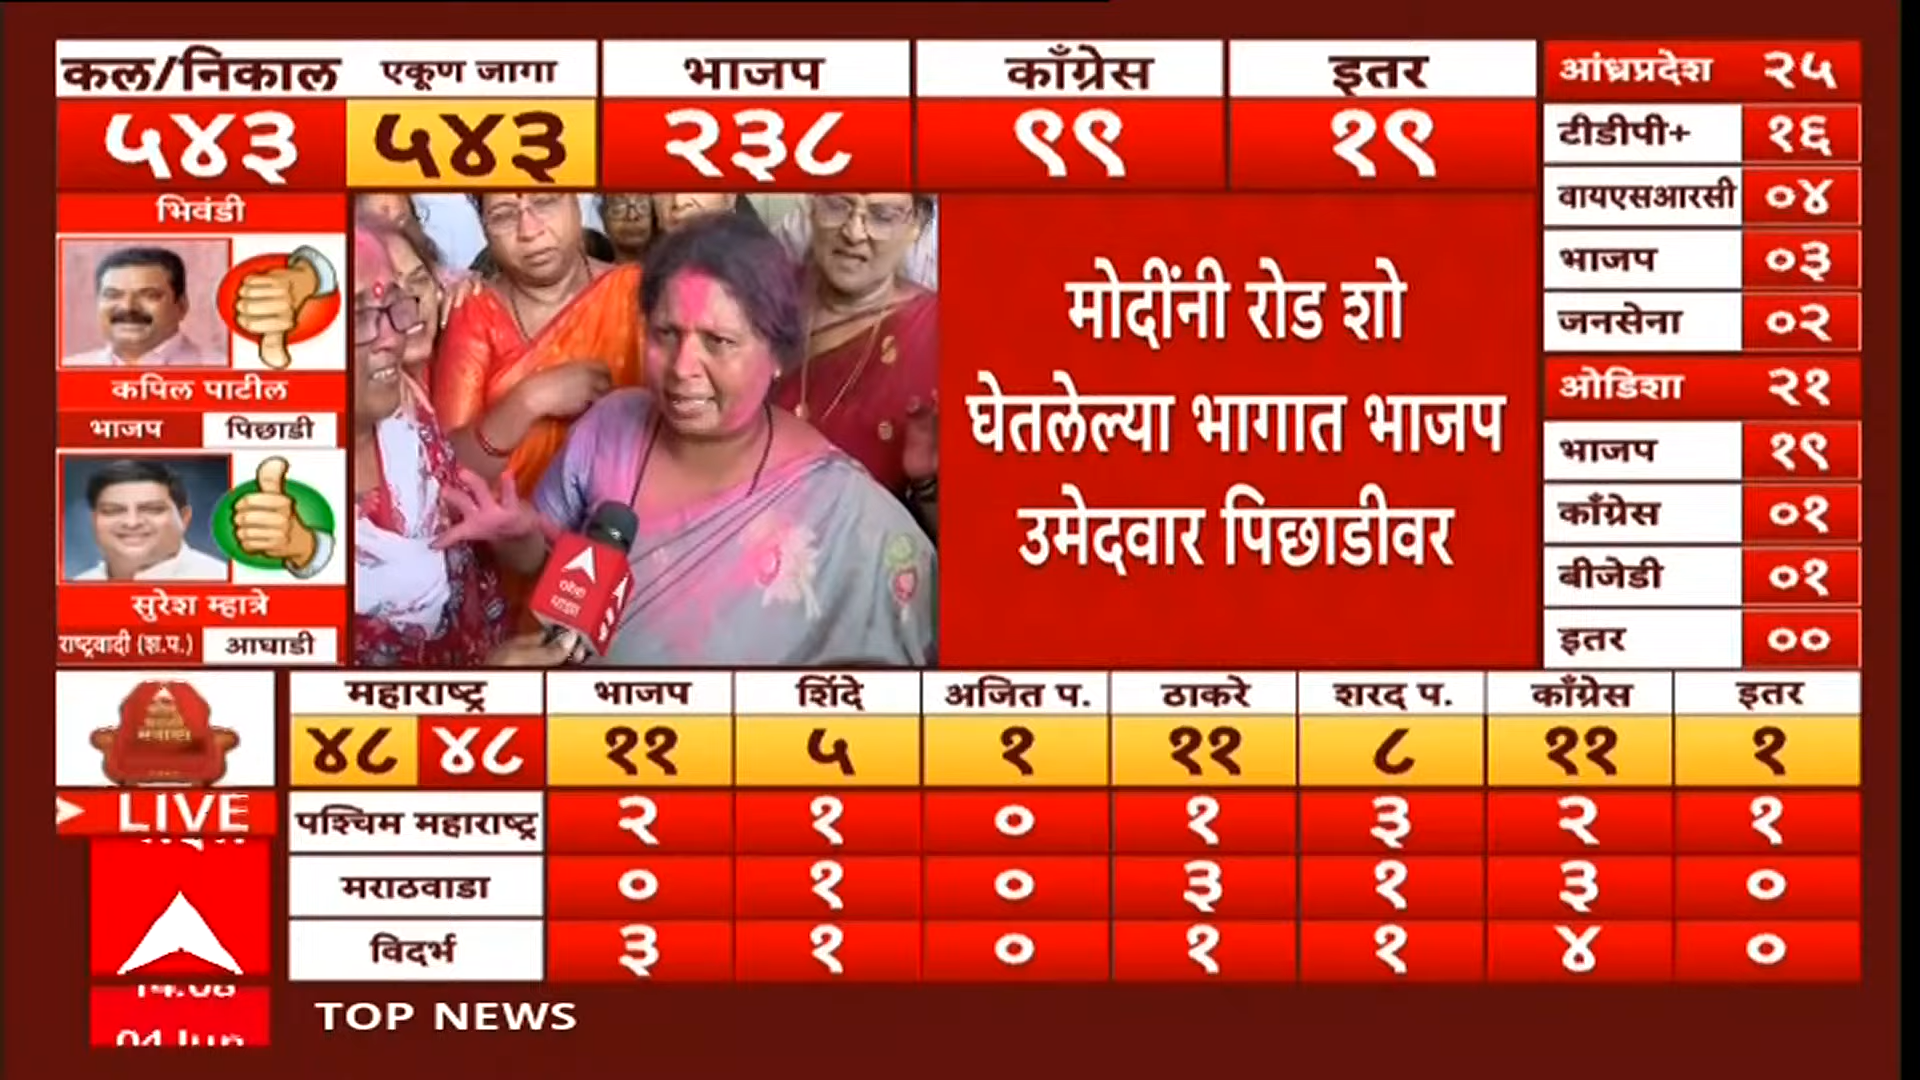 कल/निकाल एकूण जागा भाजप काँग्रेस इतर
५४३ ५४३ २३८ ९९ १९
भिवंडी
कपिल पाटील
भाजप पिछाडी
सुरेश म्हात्रे
राष्ट्रवादी (श.प.) आघाडी
मोदींनी रोड शो
घेतलेल्या भागात भाजप
उमेदवार पिछाडीवर
आंध्रप्रदेश २५
टीडीपी+ १६
वायएसआरसी ०४
भाजप ०३
जनसेना ०२
ओडिशा २१
भाजप १९
काँग्रेस ०१
बीजेडी ०१
इतर ००
महाराष्ट्र भाजप शिंदे अजित प. ठाकरे शरद प. काँग्रेस इतर
४८ ४८ ११ ५ १ ११ ८ ११ १
पश्चिम महाराष्ट्र २ १ ० १ ३ २ १
मराठवाडा ० १ ० ३ १ ३ ०
विदर्भ ३ १ ० १ १ ४ ०
LIVE
14:08
04 Jun
TOP NEWS